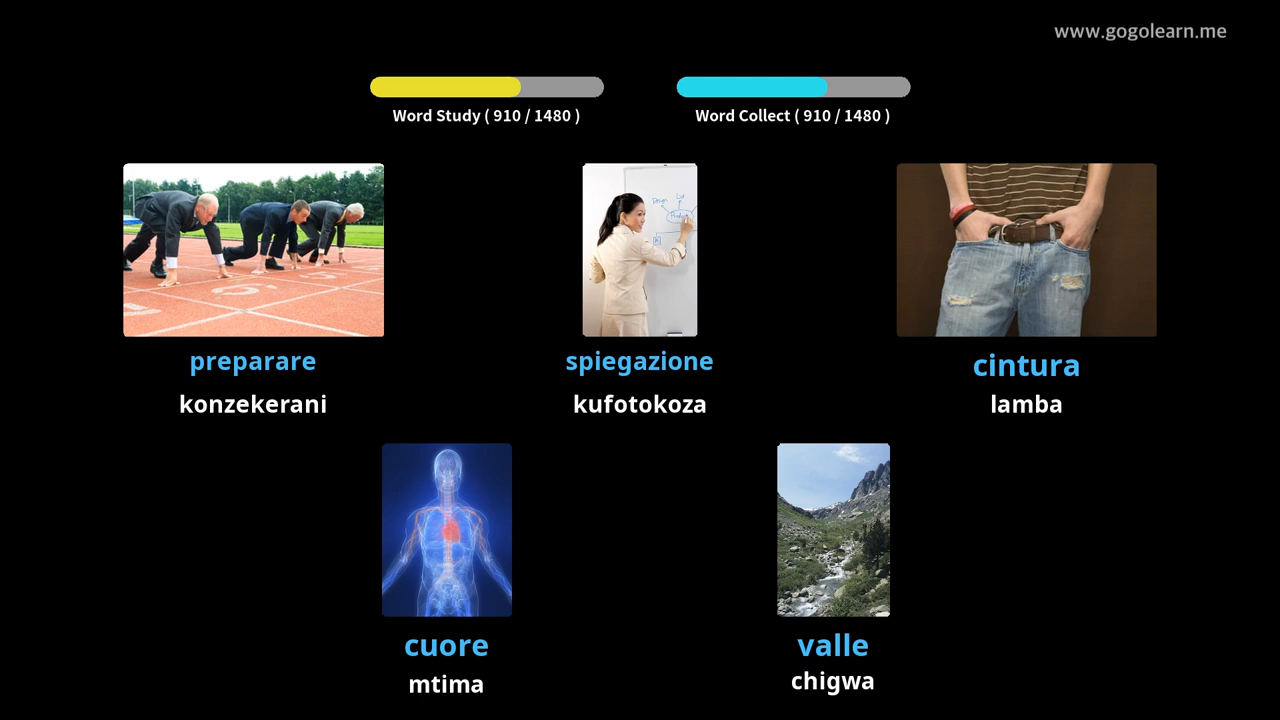 www.gogolearn.me
Word Study ( 910 / 1480 )
Word Collect ( 910 / 1480 )
preparare
konzekerani
spiegazione
kufotokoza
cintura
lamba
cuore
mtima
valle
chigwa